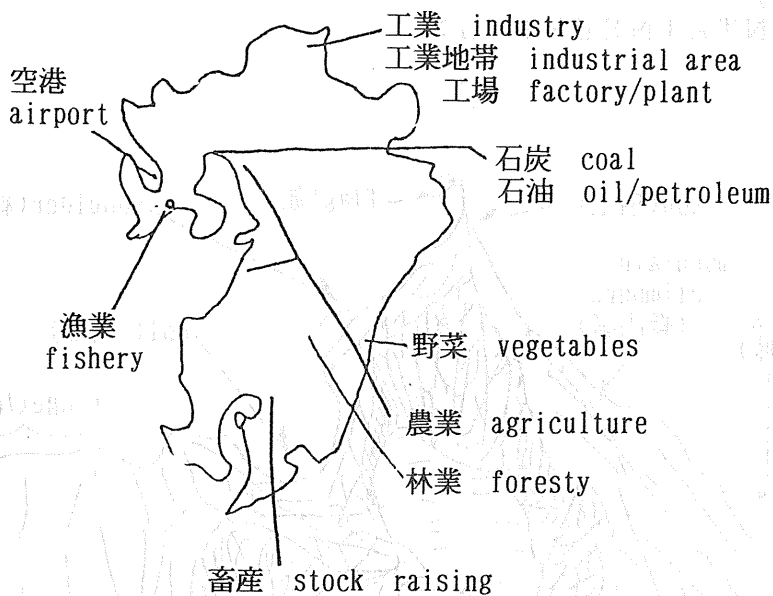 工業 industry
工業地帯 industrial area
工場 factory/plant
空港
airport
石炭 coal
石油 oil/petroleum
漁業
fishery
野菜 vegetables
農業 agriculture
林業 foresty
畜産 stock raising